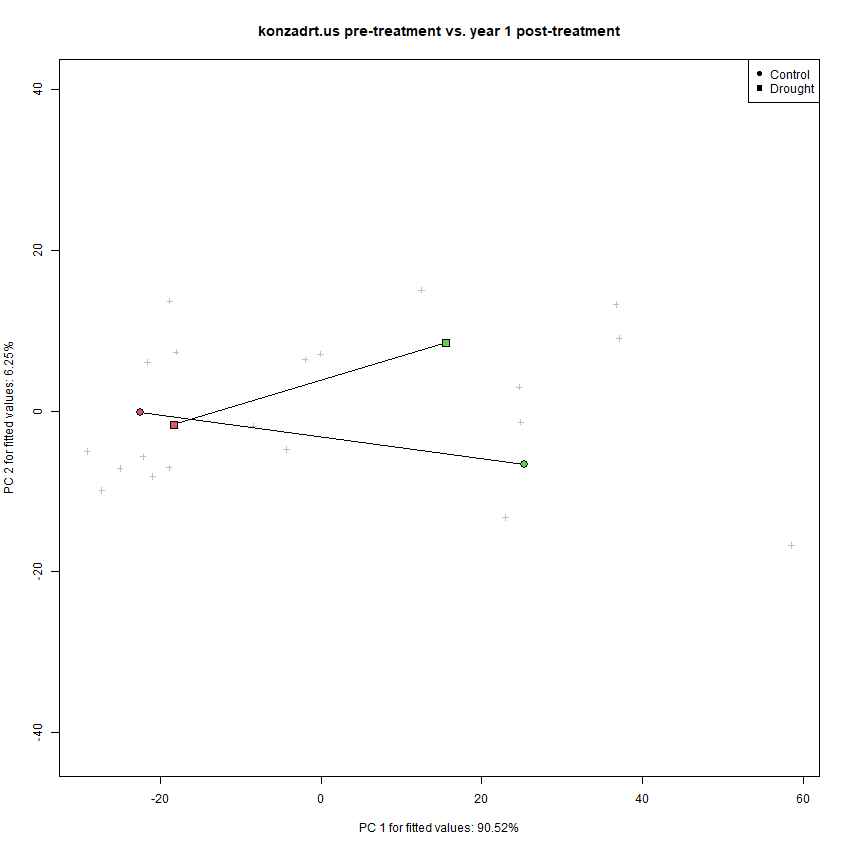 konzadrt.us pre-treatment vs. year 1 post-treatment
Control
Drought
40
20
0
-20
-40
PC 2 for fitted values: 6.25%
-20
0
20
40
60
PC 1 for fitted values: 90.52%